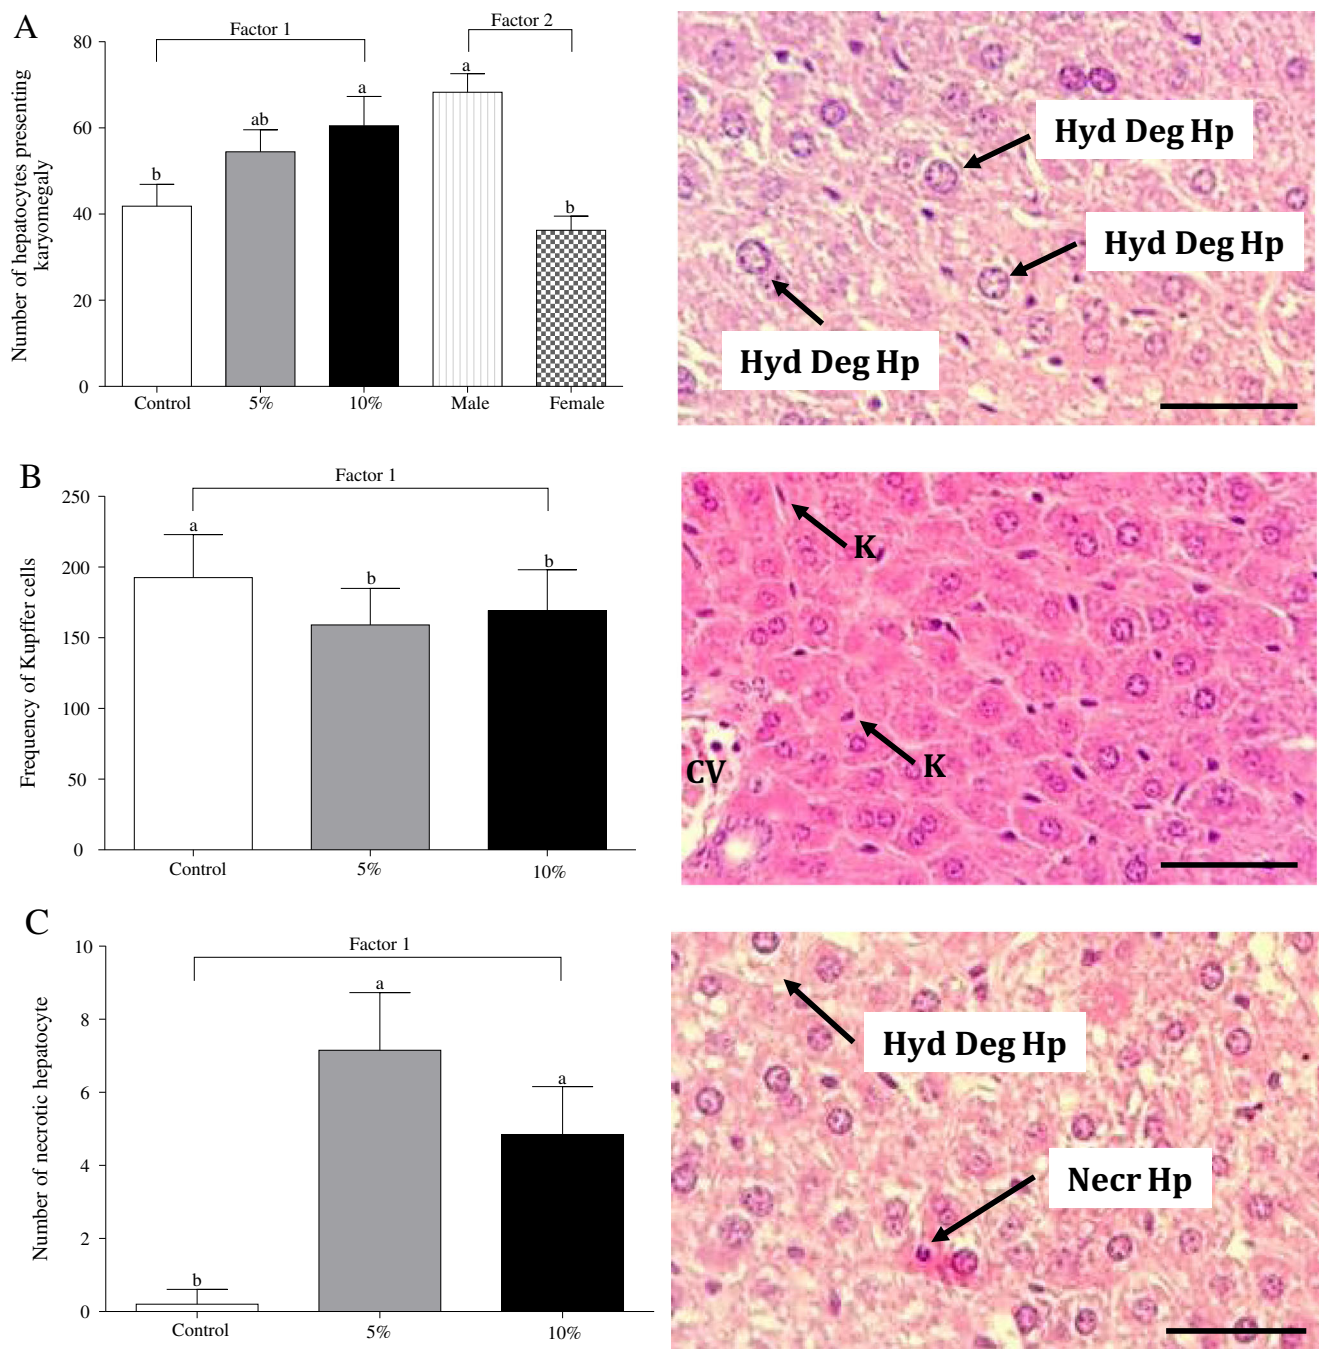 A
Factor 1
Factor 2
Number of hepatocytes presenting
karyomegaly
80
60
40
20
0
b
ab
a
a
b
Control
5%
10%
Male
Female
Hyd Deg Hp
Hyd Deg Hp
Hyd Deg Hp
B
Factor 1
Frequency of Kupffer cells
250
200
150
100
50
0
a
b
b
Control
5%
10%
K
K
CV
C
Factor 1
Number of necrotic hepatocyte
10
8
6
4
2
0
b
a
a
Control
5%
10%
Hyd Deg Hp
Necr Hp